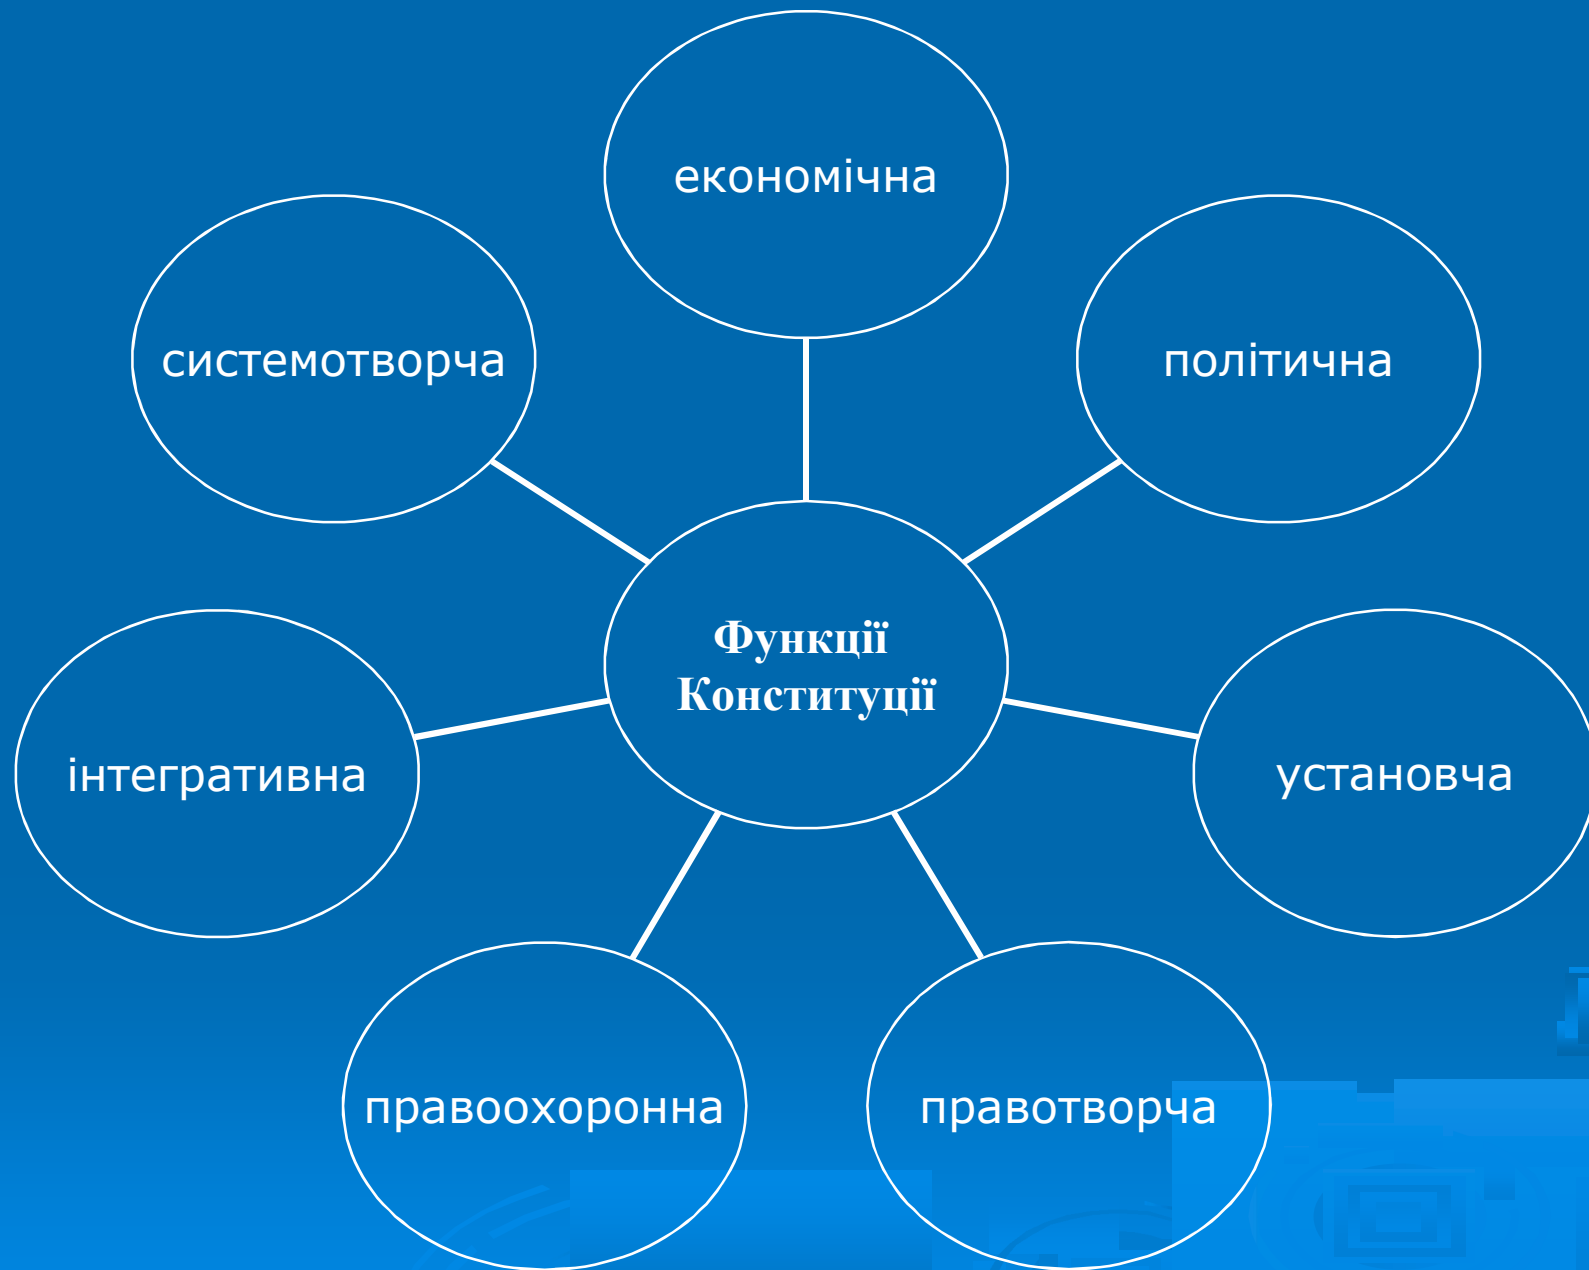 економічна
системотворча
політична
Функції
Конституції
інтегративна
установча
правоохоронна
правотворча